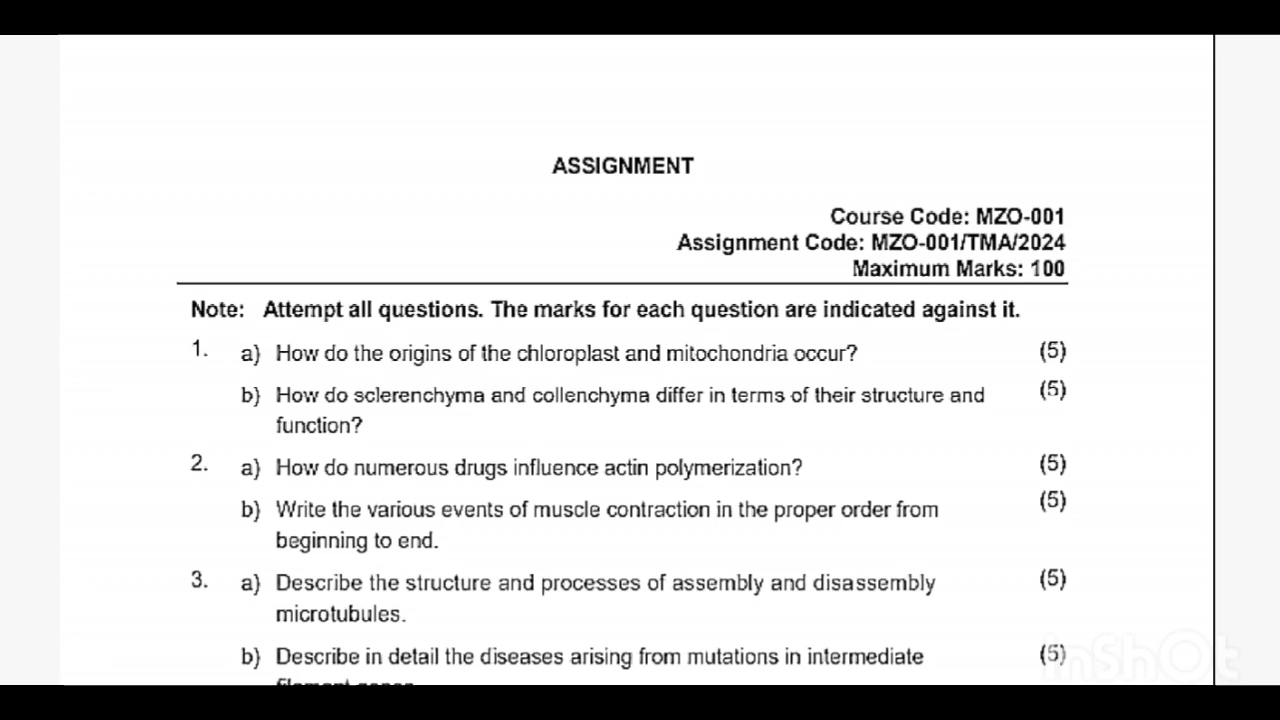 ASSIGNMENT
Course Code: MZO-001
Assignment Code: MZO-001/TMA/2024
Maximum Marks: 100
Note: Attempt all questions. The marks for each question are indicated against it.
1. a) How do the origins of the chloroplast and mitochondria occur? (5)
b) How do sclerenchyma and collenchyma differ in terms of their structure and (5)
function?
2. a) How do numerous drugs influence actin polymerization? (5)
b) Write the various events of muscle contraction in the proper order from (5)
beginning to end.
3. a) Describe the structure and processes of assembly and disassembly (5)
microtubules.
b) Describe in detail the diseases arising from mutations in intermediate (5)
InShOt